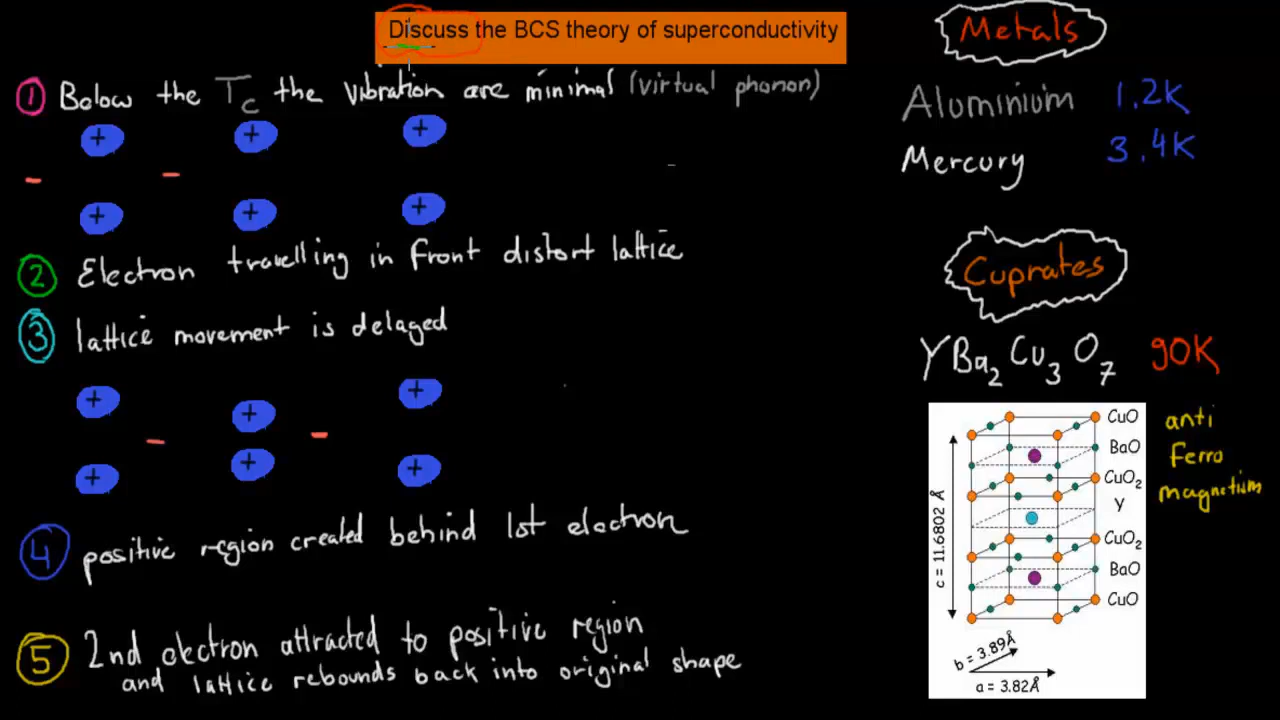 Discuss the BCS theory of superconductivity
① Below the Tc the vibration are minimal (virtual phonon)
+ + +
- -
+ + +
② Electron travelling in front distort lattice
③ lattice movement is delaged
+ + +
- -
+ + +
④ positive region created behind 1st electron
⑤ 2nd electron attracted to positive region
and lattice rebounds back into original shape
Metals
Aluminium 1.2K
Mercury 3.4K
Cuprates
YBa₂Cu₃O₇ 90K
anti
Ferro
magnetism
CuO
BaO
CuO₂
Y
CuO₂
BaO
CuO
c = 11.6802 Å
b = 3.89Å
a = 3.82Å